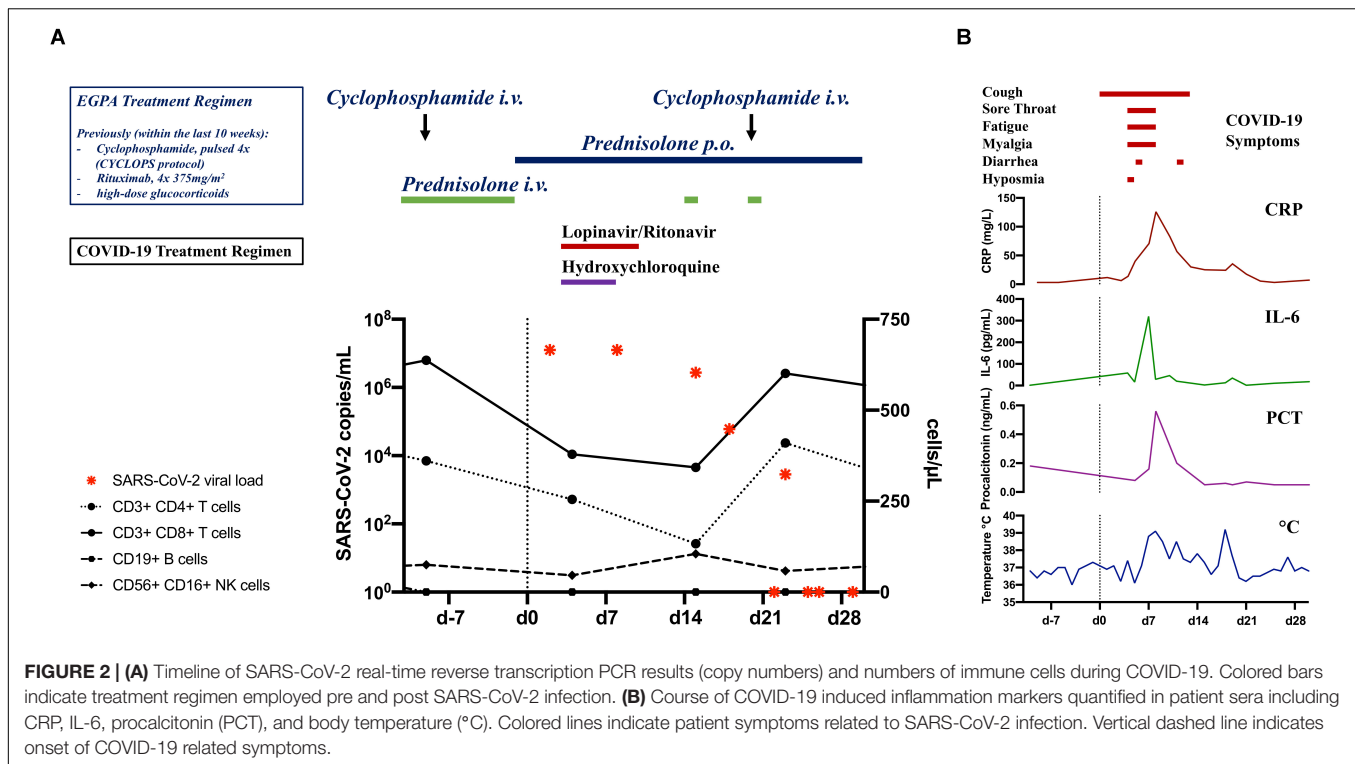 A
EGPA Treatment Regimen
Previously (within the last 10 weeks):
- Cyclophosphamide, pulsed 4x
(CYCLOPS protocol)
- Rituximab, 4x 375mg/m²
- high-dose glucocorticoids
COVID-19 Treatment Regimen
Cyclophosphamide i.v.
Cyclophosphamide i.v.
Prednisolone p.o.
Prednisolone i.v.
Lopinavir/Ritonavir
Hydroxychloroquine
SARS-CoV-2 viral load
CD3+ CD4+ T cells
CD3+ CD8+ T cells
CD19+ B cells
CD56+ CD16+ NK cells
SARS-CoV-2 copies/mL
10⁸
10⁶
10⁴
10²
10⁰
750
500
250
0
cells/µL
d-7
d0
d7
d14
d21
d28
B
Cough
Sore Throat
Fatigue
Myalgia
Diarrhea
Hyposmia
COVID-19
Symptoms
CRP
CRP (mg/L)
150
100
50
0
IL-6
IL-6 (pg/mL)
400
300
200
100
0
PCT
Procalcitonin (ng/mL)
0.6
0.4
0.2
0.0
°C
Temperature °C
40
39
38
37
36
35
d-7
d0
d7
d14
d21
d28
FIGURE 2 | (A) Timeline of SARS-CoV-2 real-time reverse transcription PCR results (copy numbers) and numbers of immune cells during COVID-19. Colored bars
indicate treatment regimen employed pre and post SARS-CoV-2 infection. (B) Course of COVID-19 induced inflammation markers quantified in patient sera including
CRP, IL-6, procalcitonin (PCT), and body temperature (°C). Colored lines indicate patient symptoms related to SARS-CoV-2 infection. Vertical dashed line indicates
onset of COVID-19 related symptoms.